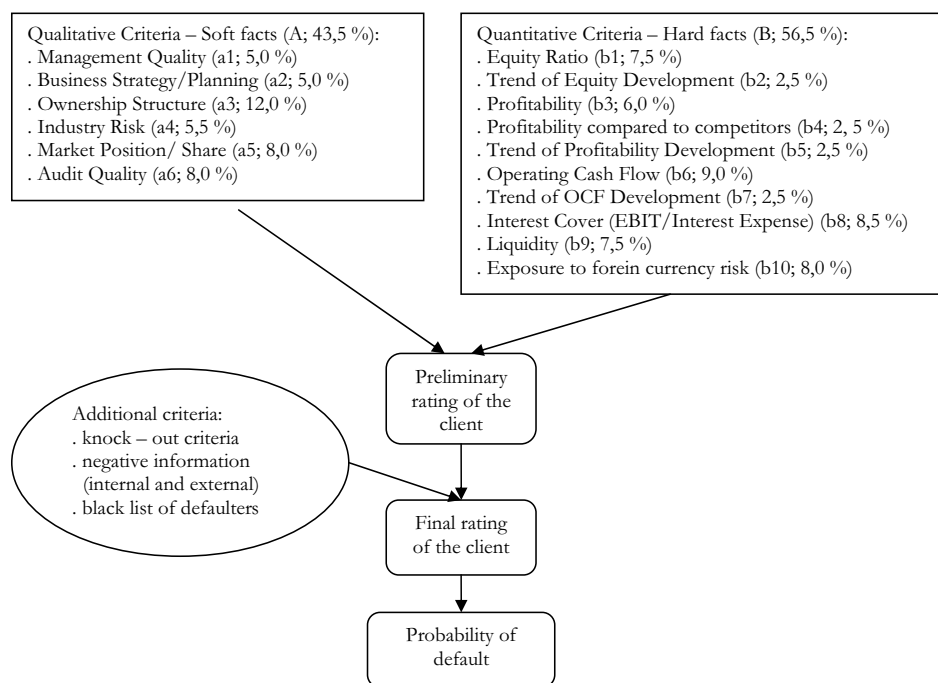 Qualitative Criteria – Soft facts (A; 43,5 %):
. Management Quality (a1; 5,0 %)
. Business Strategy/Planning (a2; 5,0 %)
. Ownership Structure (a3; 12,0 %)
. Industry Risk (a4; 5,5 %)
. Market Position/ Share (a5; 8,0 %)
. Audit Quality (a6; 8,0 %)
Quantitative Criteria – Hard facts (B; 56,5 %):
. Equity Ratio (b1; 7,5 %)
. Trend of Equity Development (b2; 2,5 %)
. Profitability (b3; 6,0 %)
. Profitability compared to competitors (b4; 2, 5 %)
. Trend of Profitability Development (b5; 2,5 %)
. Operating Cash Flow (b6; 9,0 %)
. Trend of OCF Development (b7; 2,5 %)
. Interest Cover (EBIT/Interest Expense) (b8; 8,5 %)
. Liquidity (b9; 7,5 %)
. Exposure to forein currency risk (b10; 8,0 %)
Preliminary
rating of the
client
Additional criteria:
. knock – out criteria
. negative information
(internal and external)
. black list of defaulters
Final rating
of the client
Probability of
default